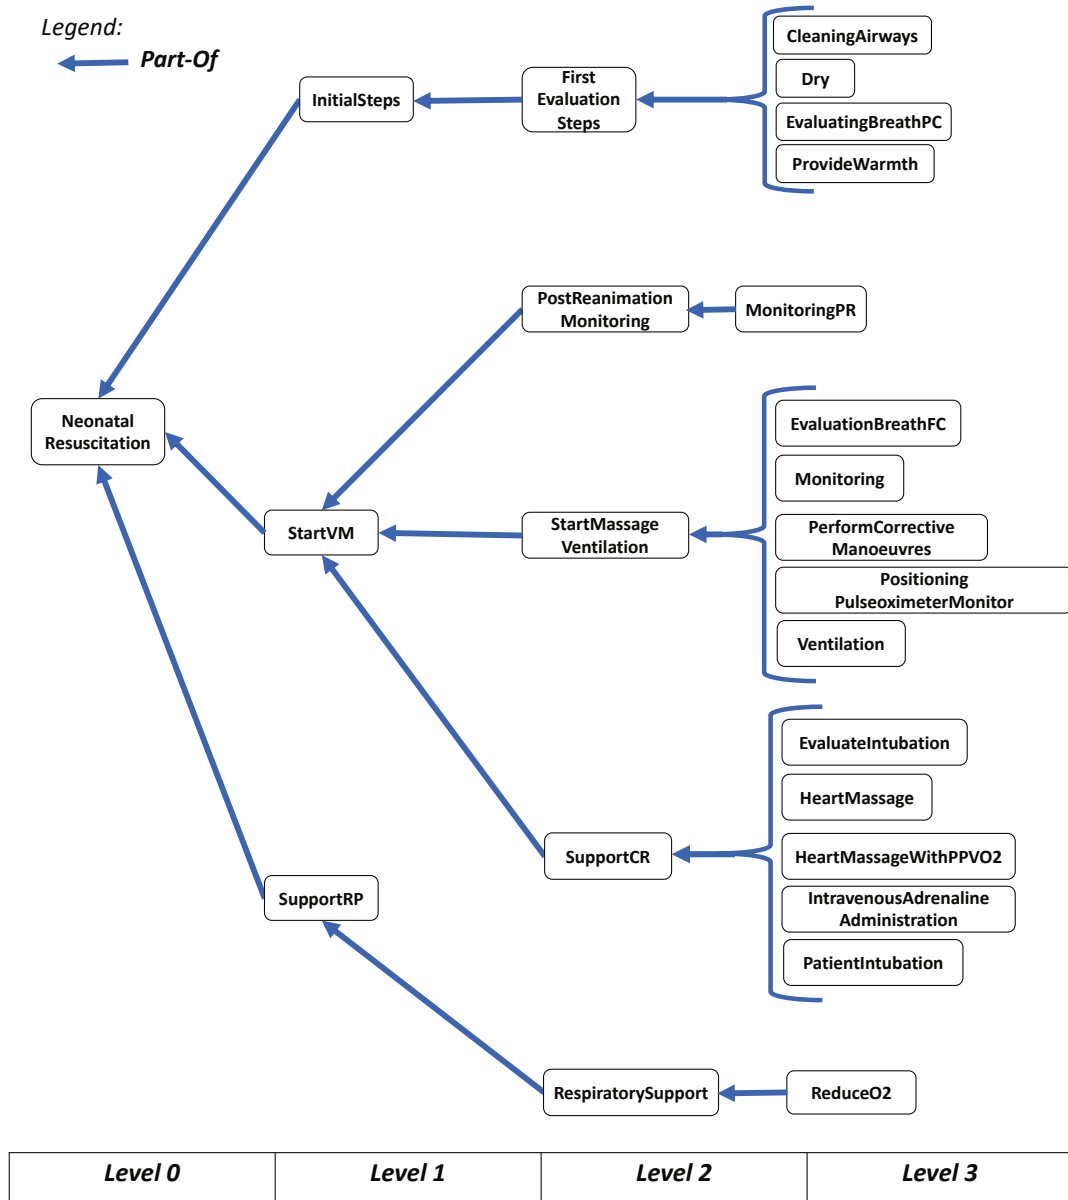 Legend:
Part-Of
CleaningAirways
Dry
EvaluatingBreathPC
ProvideWarmth
First
Evaluation
Steps
InitialSteps
PostReanimation
Monitoring
MonitoringPR
Neonatal
Resuscitation
EvaluationBreathFC
Monitoring
PerformCorrective
Manoeuvres
Positioning
PulseoximeterMonitor
Ventilation
StartMassage
Ventilation
StartVM
EvaluateIntubation
HeartMassage
HeartMassageWithPPVO2
IntravenousAdrenaline
Administration
PatientIntubation
SupportCR
SupportRP
RespiratorySupport
ReduceO2
Level 0
Level 1
Level 2
Level 3